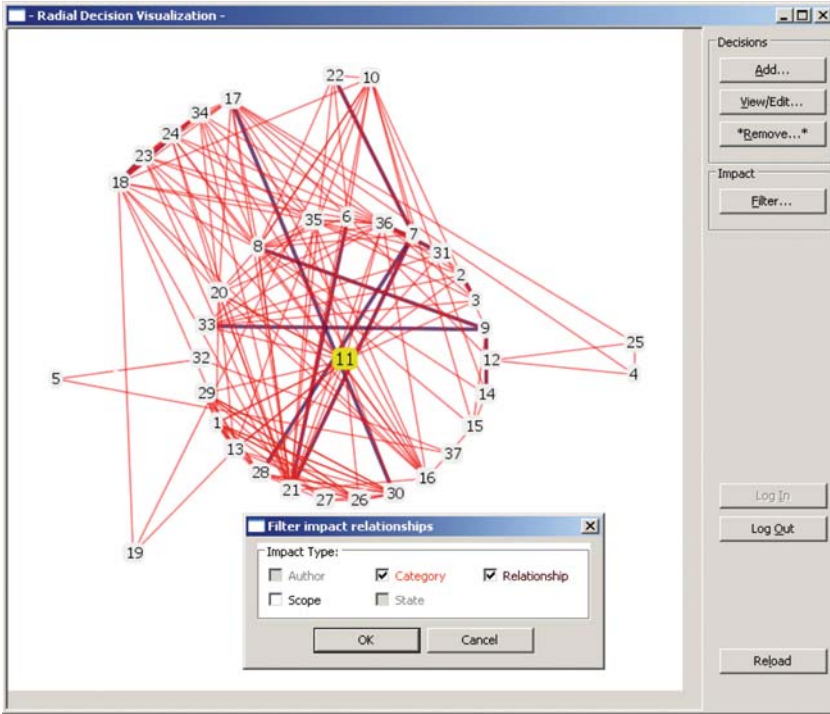 - Radial Decision Visualization -
Decisions
Add...
View/Edit...
*Remove...*
Impact
Filter...
Log In
Log Out
Reload
22 10
17
34
24
23
18
35 6 36
7
8
31
2
20
3
33 9
11
32 12
25
4
5
29
14
1
15
13
37
28
16
21
27 26 30
19
Filter impact relationships
Impact Type:
Author Category Relationship
Scope State
OK Cancel